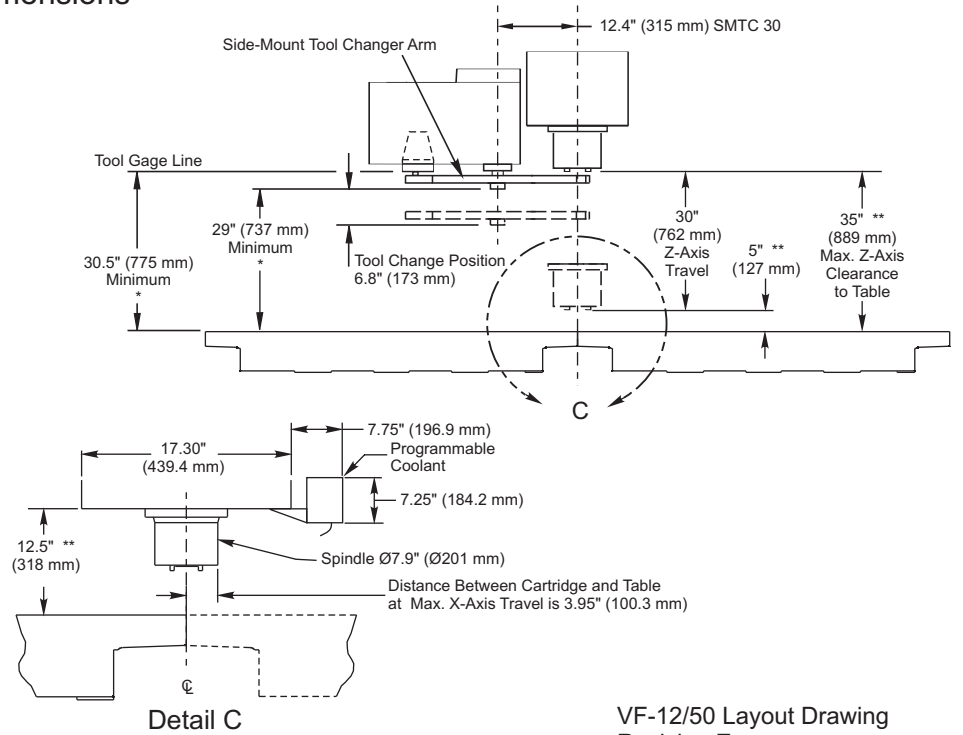 12.4" (315 mm) SMTC 30
Side-Mount Tool Changer Arm
Tool Gage Line
30.5" (775 mm)
Minimum
*
29" (737 mm)
Minimum
*
Tool Change Position
6.8" (173 mm)
30"
(762 mm)
Z-Axis
Travel
5" **
(127 mm)
35" **
(889 mm)
Max. Z-Axis
Clearance
to Table
C
17.30"
(439.4 mm)
7.75" (196.9 mm)
Programmable
Coolant
7.25" (184.2 mm)
12.5" **
(318 mm)
Spindle Ø7.9" (Ø201 mm)
Distance Between Cartridge and Table
at Max. X-Axis Travel is 3.95" (100.3 mm)
℄
Detail C
VF-12/50 Layout Drawing